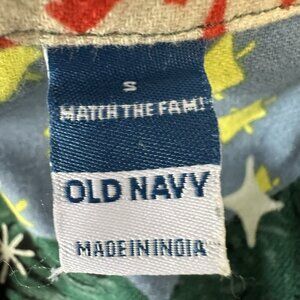 S
MATCH THE FAM!
OLD NAVY
MADE IN INDIA